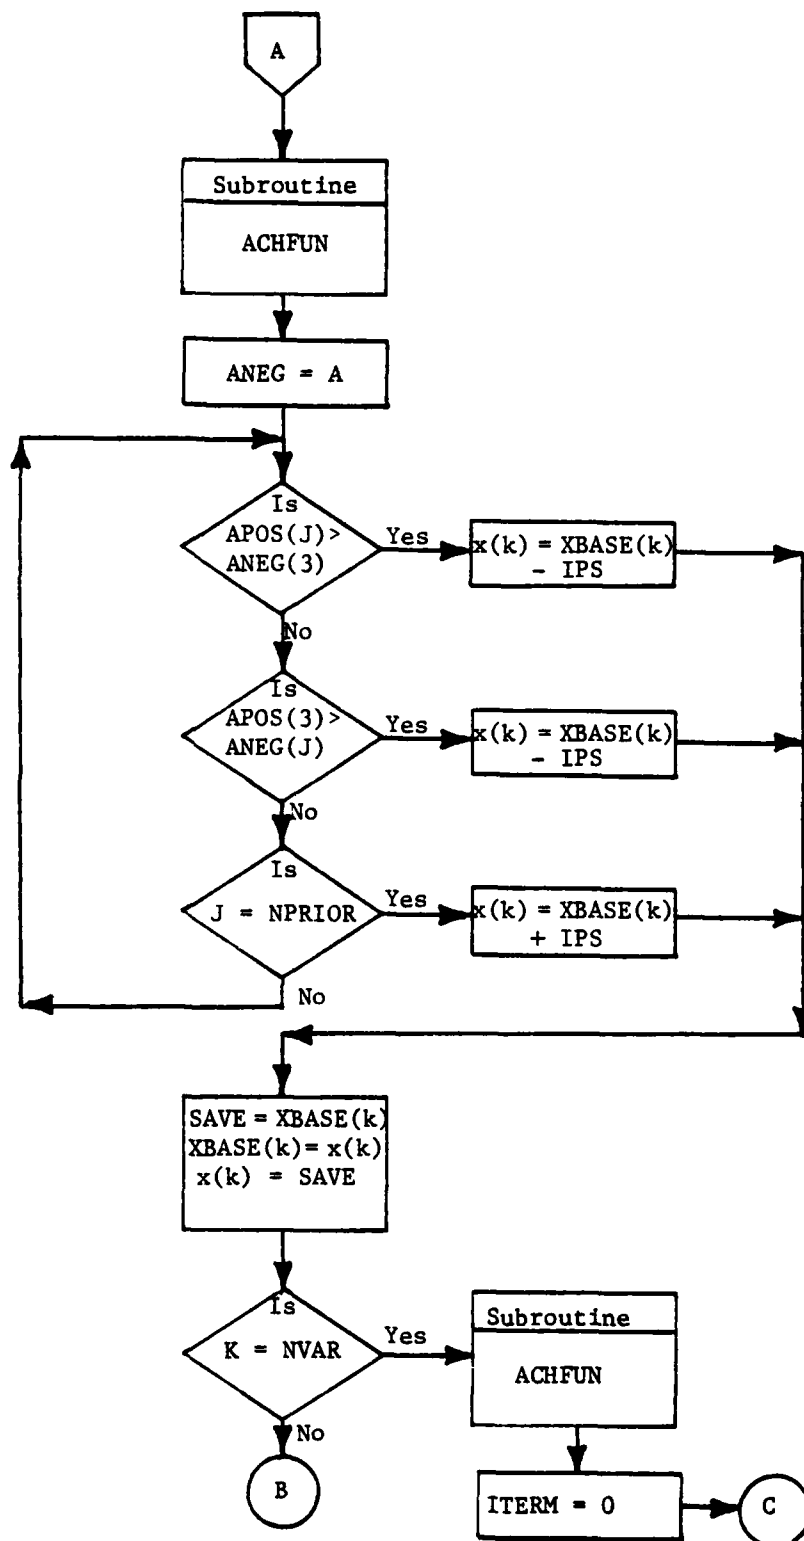 A
Subroutine
ACHFUN
ANEG = A
Is
APOS(J)>
ANEG(3)
Yes
x(k) = XBASE(k)
- IPS
No
Is
APOS(3)>
ANEG(J)
Yes
x(k) = XBASE(k)
- IPS
No
Is
J = NPRIOR
Yes
x(k) = XBASE(k)
+ IPS
No
SAVE = XBASE(k)
XBASE(k) = x(k)
x(k) = SAVE
Is
K = NVAR
Yes
Subroutine
ACHFUN
No
B
ITERM = 0
C